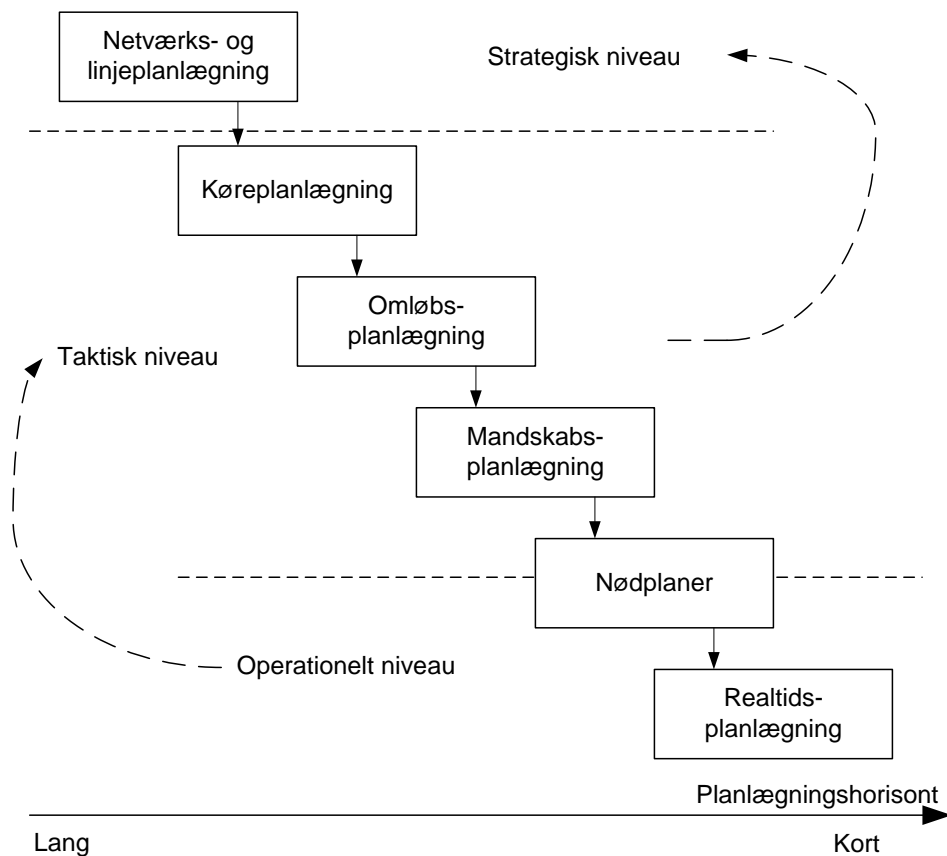 Netværks- og
linjeplanlægning
Strategisk niveau
Køreplanlægning
Omløbs-
planlægning
Taktisk niveau
Mandskabs-
planlægning
Nødplaner
Operationelt niveau
Realtids-
planlægning
Planlægningshorisont
Lang
Kort